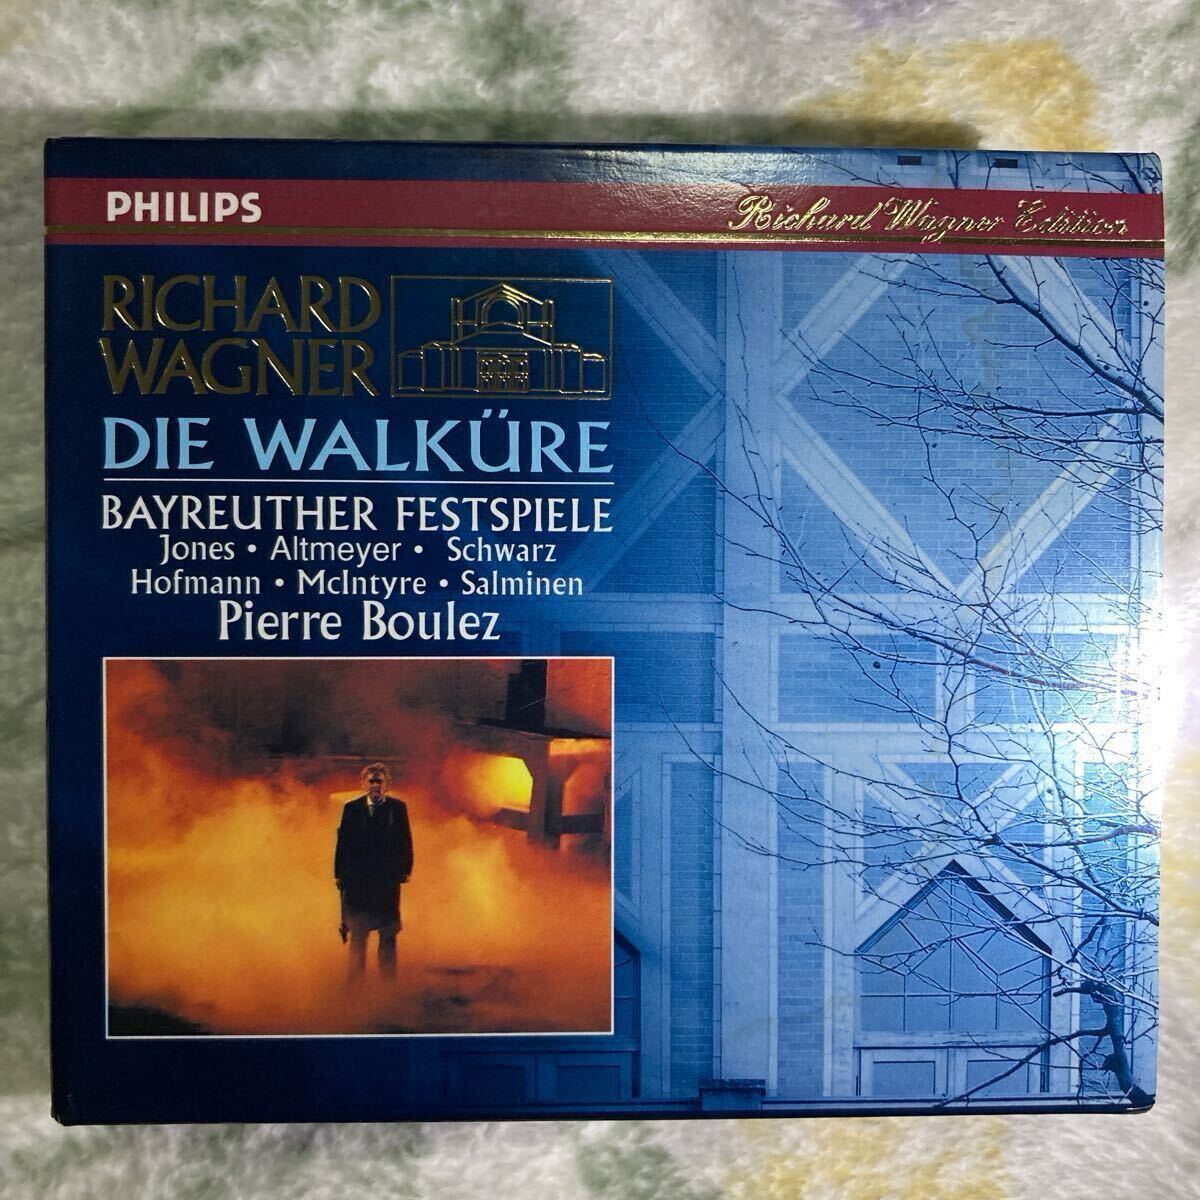 PHILIPS
Richard Wagner Edition
RICHARD
WAGNER
DIE WALKÜRE
BAYREUTHER FESTSPIELE
Jones • Altmeyer • Schwarz
Hofmann • McIntyre • Salminen
Pierre Boulez